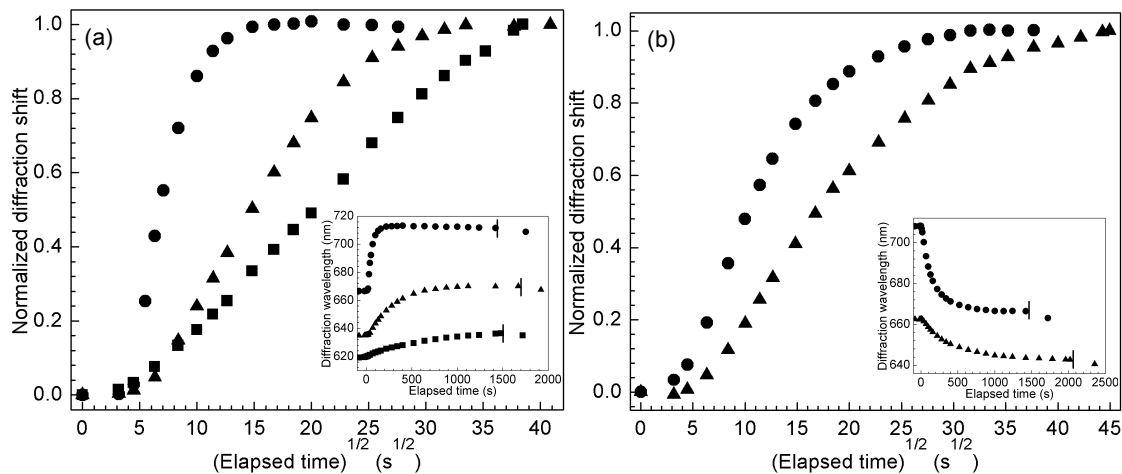 (a)
Normalized diffraction shift
1.0
0.8
0.6
0.4
0.2
0.0
0 5 10 15 20 25 30 35 40
(Elapsed time)1/2(s1/2)
Diffraction wavelength (nm)
720
700
680
660
640
620
0 500 1000 1500 2000
Elapsed time (s)
(b)
Normalized diffraction shift
1.0
0.8
0.6
0.4
0.2
0.0
0 5 10 15 20 25 30 35 40 45
(Elapsed time)1/2(s1/2)
Diffraction wavelength (nm)
700
680
660
640
0 500 1000 1500 2000 2500
Elapsed time (s)